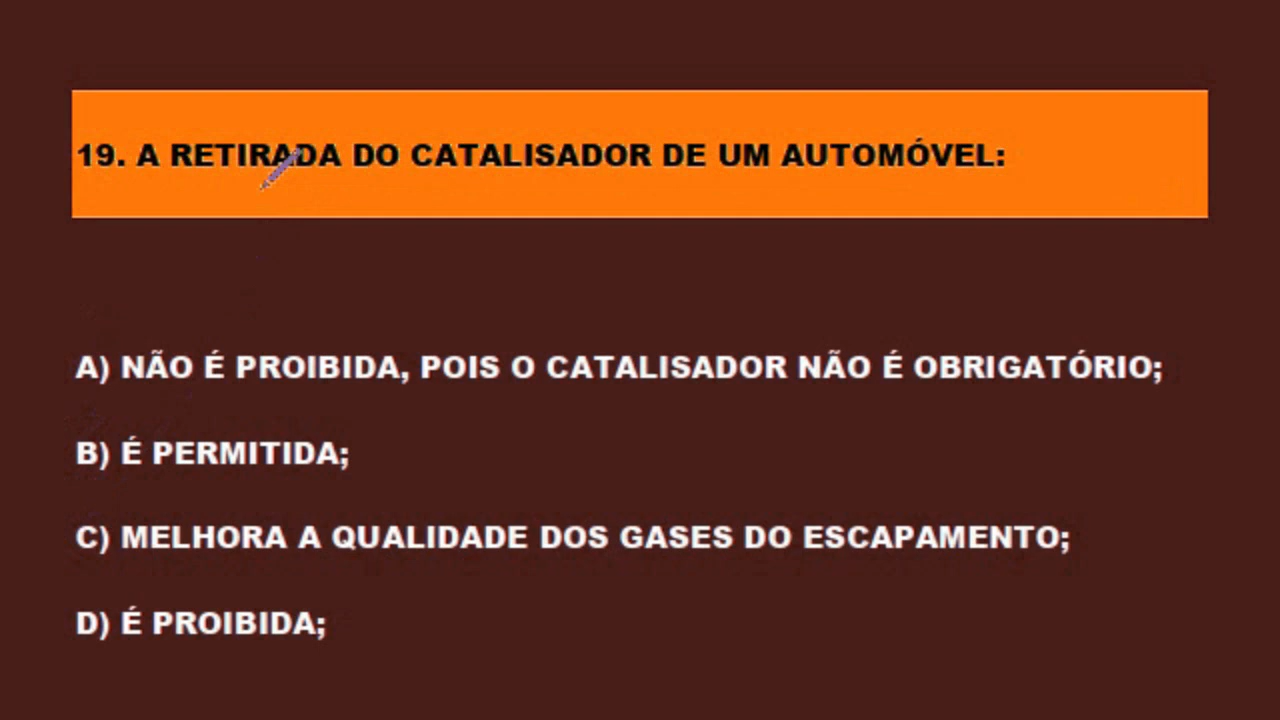 19. A RETIRADA DO CATALISADOR DE UM AUTOMÓVEL:
A) NÃO É PROIBIDA, POIS O CATALISADOR NÃO É OBRIGATÓRIO;
B) É PERMITIDA;
C) MELHORA A QUALIDADE DOS GASES DO ESCAPAMENTO;
D) É PROIBIDA;